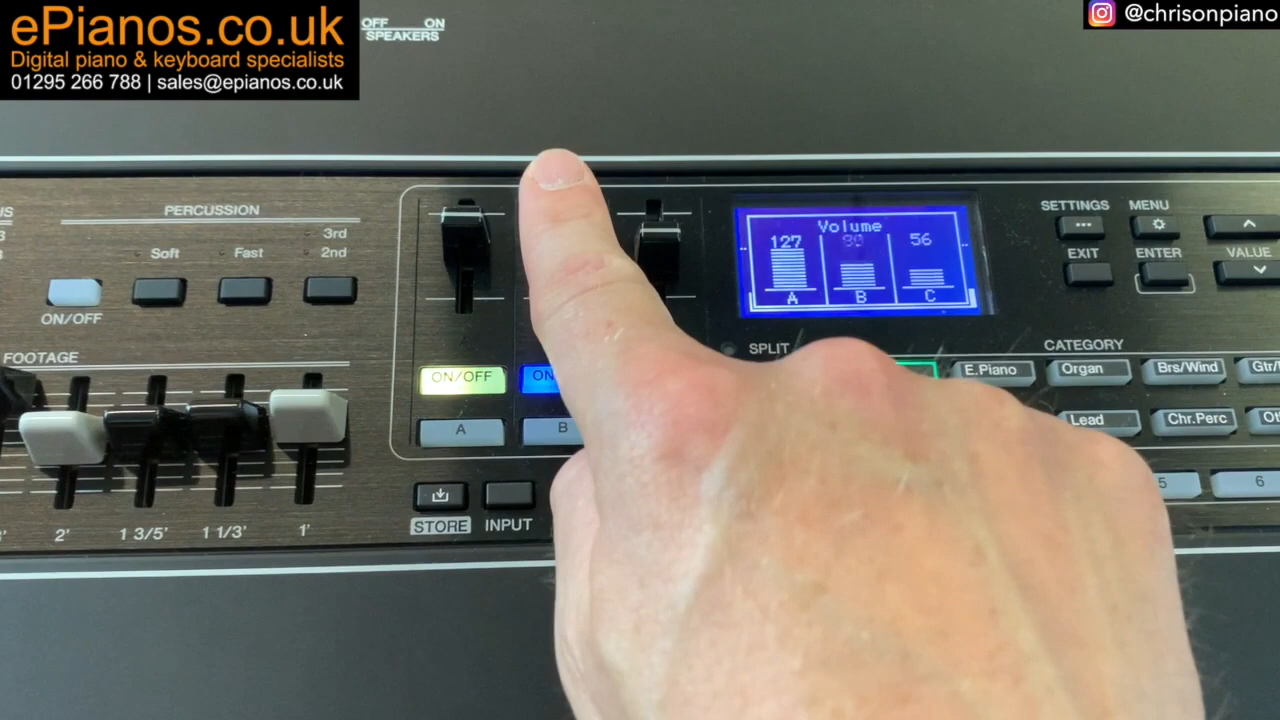 ePianos.co.uk
Digital piano & keyboard specialists
01295 266 788 | sales@epianos.co.uk
@chrisonpiano
OFF ON
SPEAKERS
PERCUSSION
Soft
Fast
3rd
2nd
ON/OFF
FOOTAGE
2'
1 3/5'
1 1/3'
1'
ON/OFF
ON
A
B
STORE
INPUT
Volume
127
56
A
B
C
SPLIT
SETTINGS
MENU
EXIT
ENTER
VALUE
CATEGORY
E.Piano
Organ
Brs/Wind
Lead
Chr.Perc
5
6